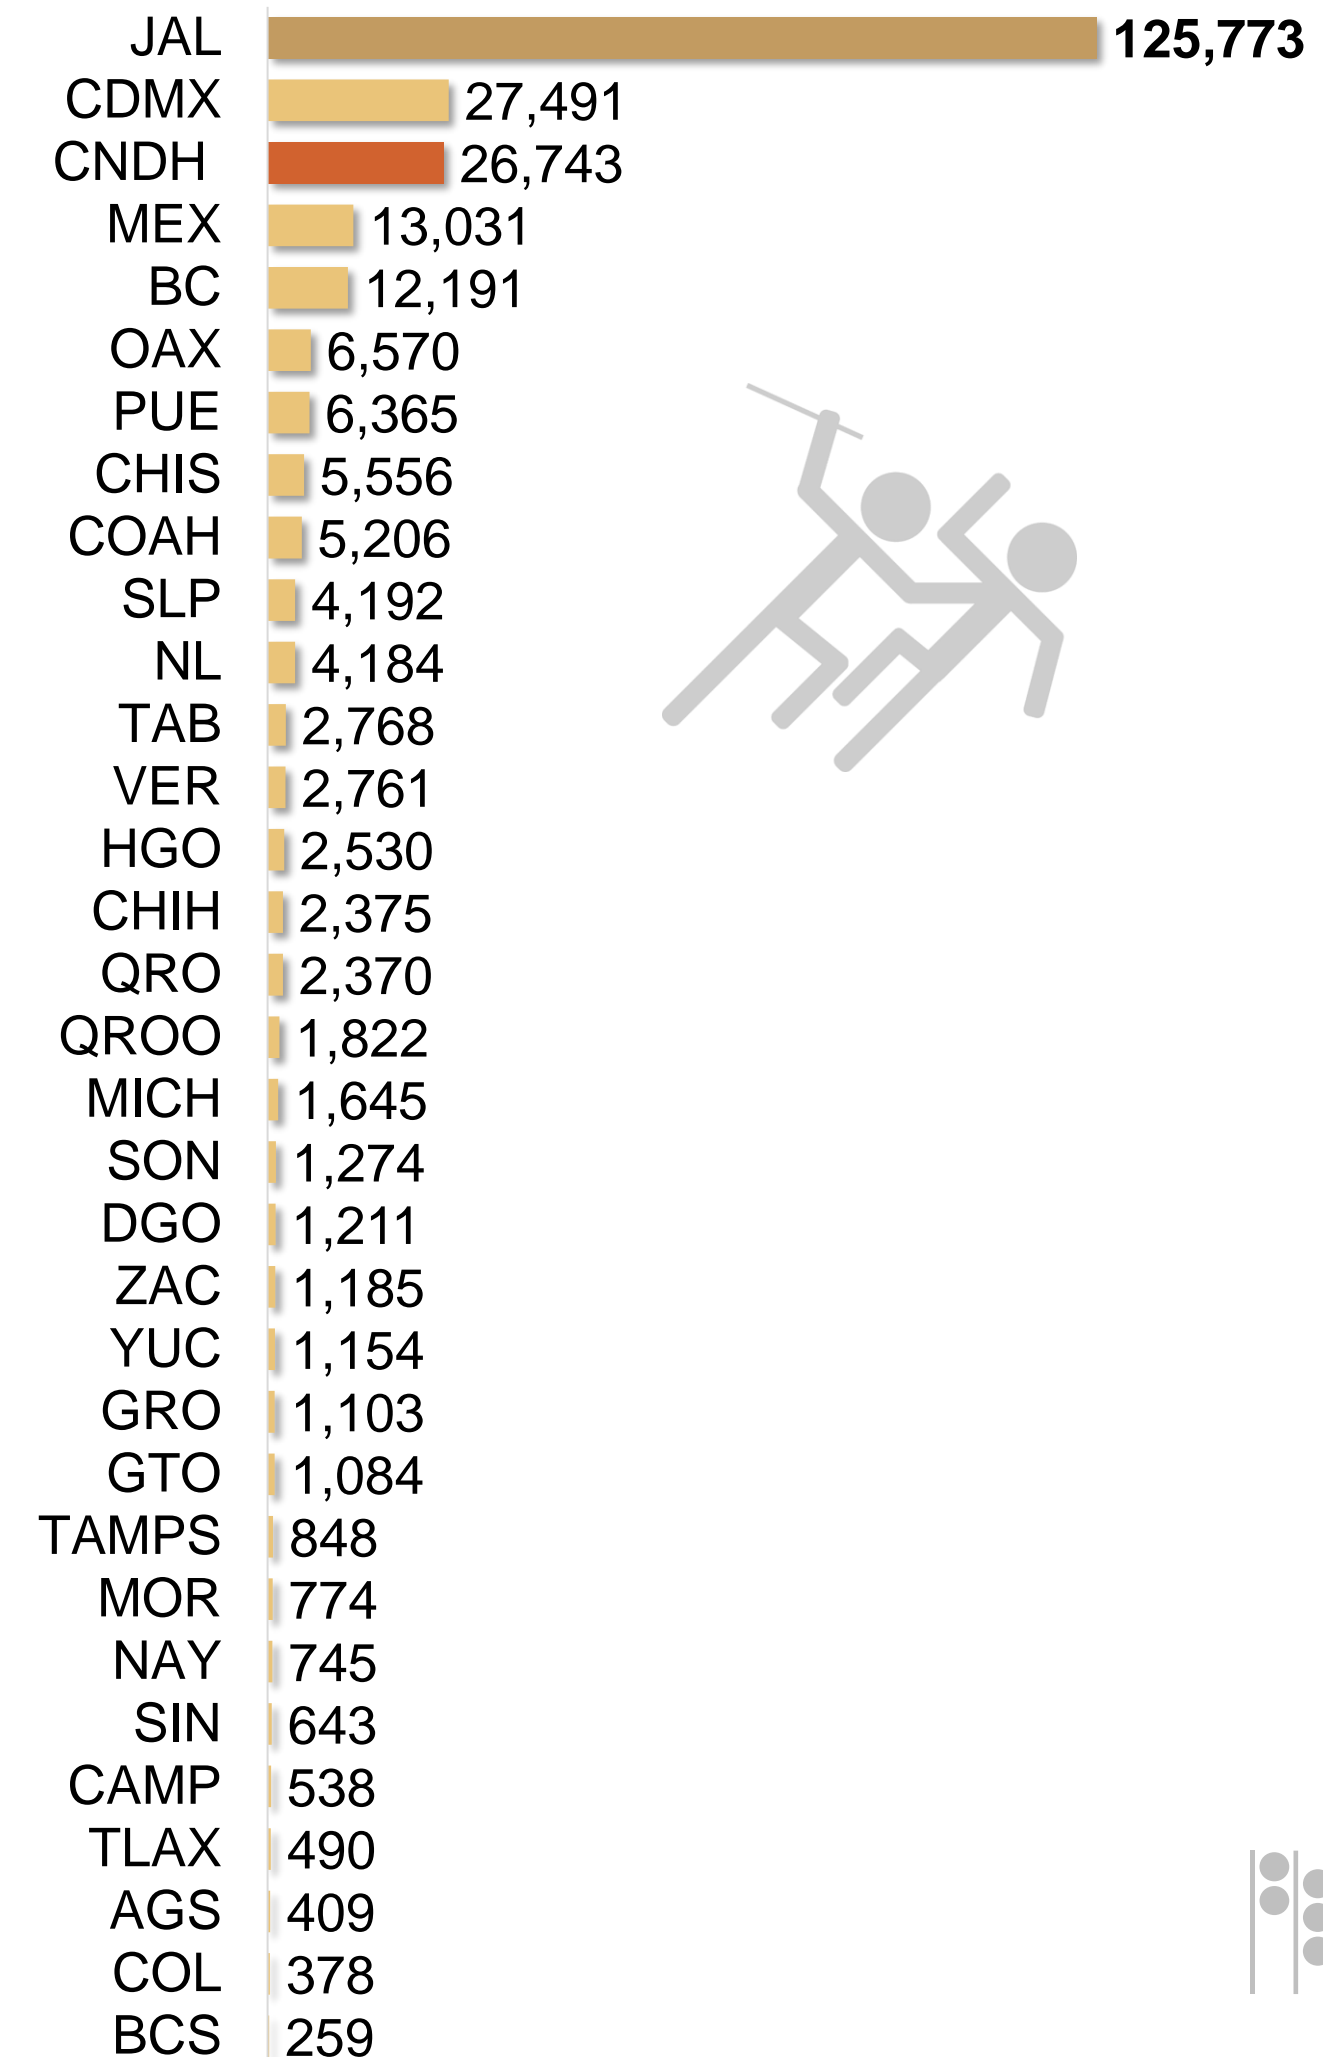 JAL 125,773
CDMX 27,491
CNDH 26,743
MEX 13,031
BC 12,191
OAX 6,570
PUE 6,365
CHIS 5,556
COAH 5,206
SLP 4,192
NL 4,184
TAB 2,768
VER 2,761
HGO 2,530
CHIH 2,375
QRO 2,370
QROO 1,822
MICH 1,645
SON 1,274
DGO 1,211
ZAC 1,185
YUC 1,154
GRO 1,103
GTO 1,084
TAMPS 848
MOR 774
NAY 745
SIN 643
CAMP 538
TLAX 490
AGS 409
COL 378
BCS 259